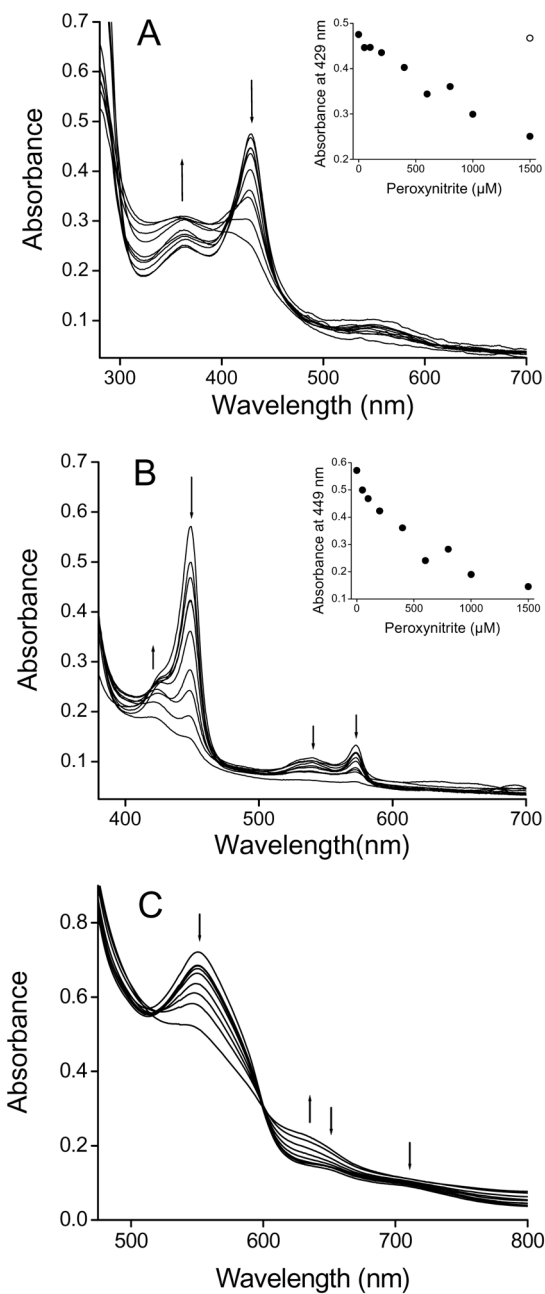 A
0.7
0.6
0.5
0.4
0.3
0.2
0.1
Absorbance
300 400 500 600 700
Wavelength (nm)
0.5
0.4
0.3
0.2
Absorbance at 429 nm
0 500 1000 1500
Peroxynitrite (µM)
B
0.7
0.6
0.5
0.4
0.3
0.2
0.1
Absorbance
400 500 600 700
Wavelength(nm)
0.6
0.5
0.4
0.3
0.2
0.1
Absorbance at 449 nm
0 500 1000 1500
Peroxynitrite (µM)
C
0.8
0.6
0.4
0.2
0.0
Absorbance
500 600 700 800
Wavelength (nm)